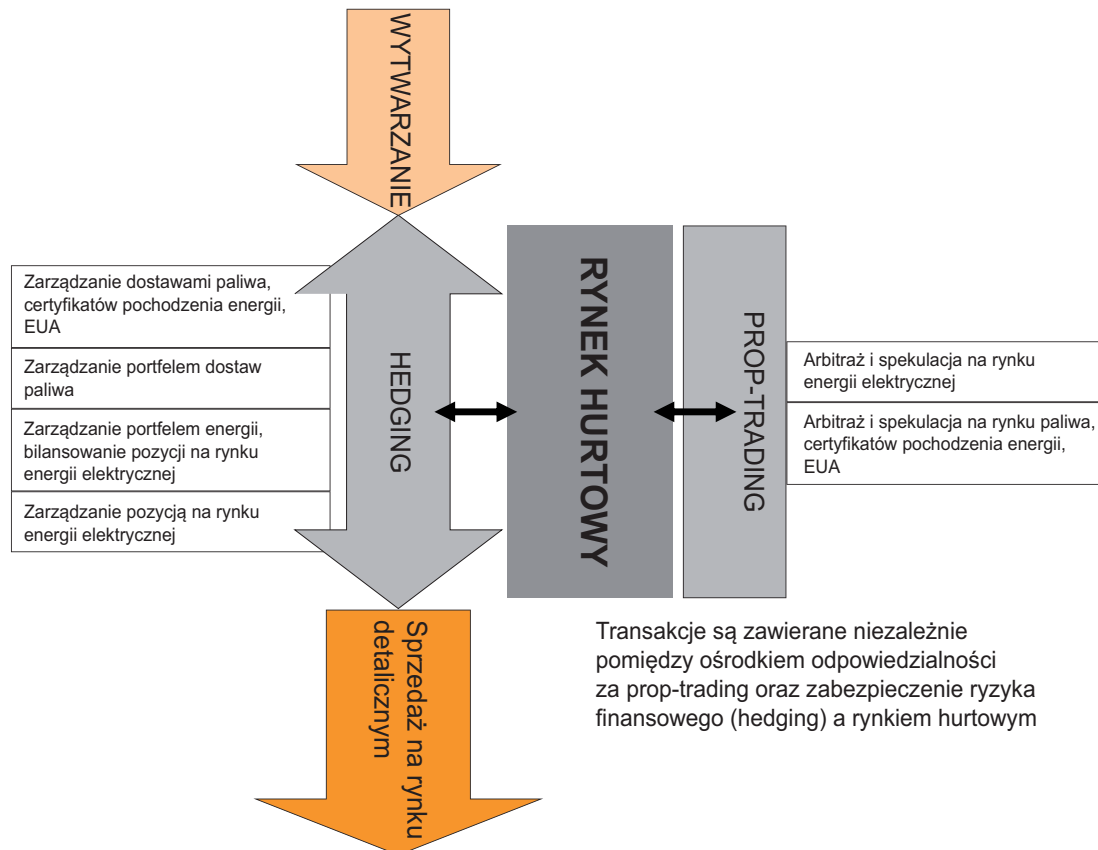 WYTWARZANIE
Zarządzanie dostawami paliwa,
certyfikatów pochodzenia energii,
EUA
Zarządzanie portfelem dostaw
paliwa
Zarządzanie portfelem energii,
bilansowanie pozycji na rynku
energii elektrycznej
Zarządzanie pozycją na rynku
energii elektrycznej
HEDGING
RYNEK HURTOWY
PROP-TRADING
Arbitraż i spekulacja na rynku
energii elektrycznej
Arbitraż i spekulacja na rynku paliwa,
certyfikatów pochodzenia energii,
EUA
Sprzedaż na rynku
detalicznym
Transakcje są zawierane niezależnie
pomiędzy ośrodkiem odpowiedzialności
za prop-trading oraz zabezpieczenie ryzyka
finansowego (hedging) a rynkiem hurtowym